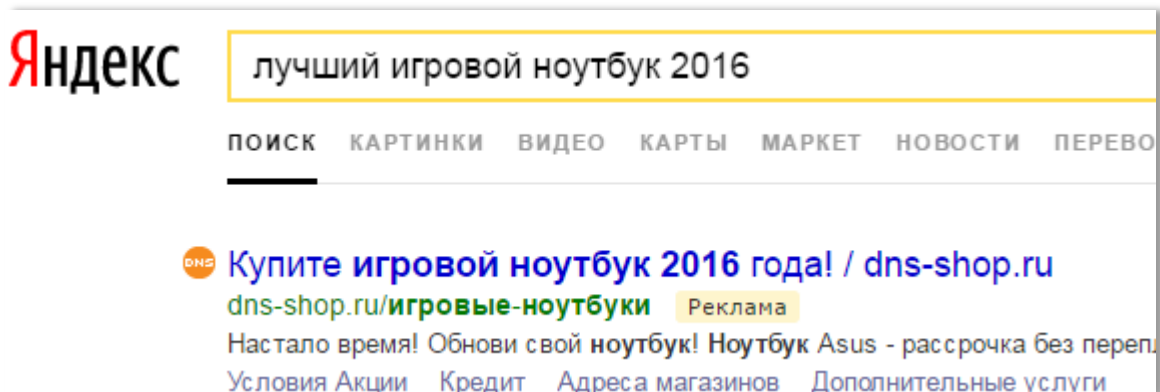 Яндекс
лучший игровой ноутбук 2016
ПОИСК КАРТИНКИ ВИДЕО КАРТЫ МАРКЕТ НОВОСТИ ПЕРЕВО
DNS Купите игровой ноутбук 2016 года! / dns-shop.ru
dns-shop.ru/игровые-ноутбуки Реклама
Настало время! Обнови свой ноутбук! Ноутбук Asus - рассрочка без переп
Условия Акции Кредит Адреса магазинов Дополнительные услуги